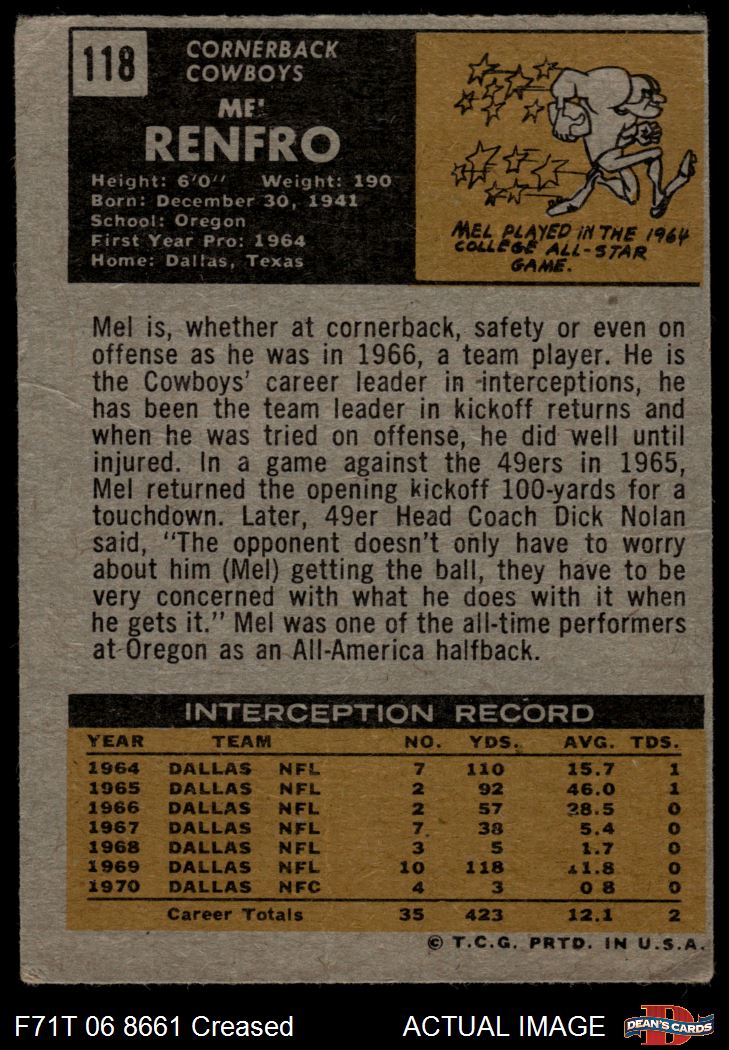 118
CORNERBACK
COWBOYS
ME'
RENFRO
Height: 6'0" Weight: 190
Born: December 30, 1941
School: Oregon
First Year Pro: 1964
Home: Dallas, Texas
MEL PLAYED IN THE 1964
COLLEGE ALL-STAR
GAME.
Mel is, whether at cornerback, safety or even on
offense as he was in 1966, a team player. He is
the Cowboys' career leader in interceptions, he
has been the team leader in kickoff returns and
when he was tried on offense, he did well until
injured. In a game against the 49ers in 1965,
Mel returned the opening kickoff 100-yards for a
touchdown. Later, 49er Head Coach Dick Nolan
said, "The opponent doesn't only have to worry
about him (Mel) getting the ball, they have to be
very concerned with what he does with it when
he gets it." Mel was one of the all-time performers
at Oregon as an All-America halfback.
INTERCEPTION RECORD
YEAR TEAM NO. YDS. AVG. TDS.
1964 DALLAS NFL 7 110 15.7 1
1965 DALLAS NFL 2 92 46.0 1
1966 DALLAS NFL 2 57 28.5 0
1967 DALLAS NFL 7 38 5.4 0
1968 DALLAS NFL 3 5 1.7 0
1969 DALLAS NFL 10 118 11.8 0
1970 DALLAS NFC 4 3 0 8 0
Career Totals 35 423 12.1 2
© T.C.G. PRTD. IN U.S.A.
F71T 06 8661 Creased ACTUAL IMAGE
D
DEAN'S CARDS